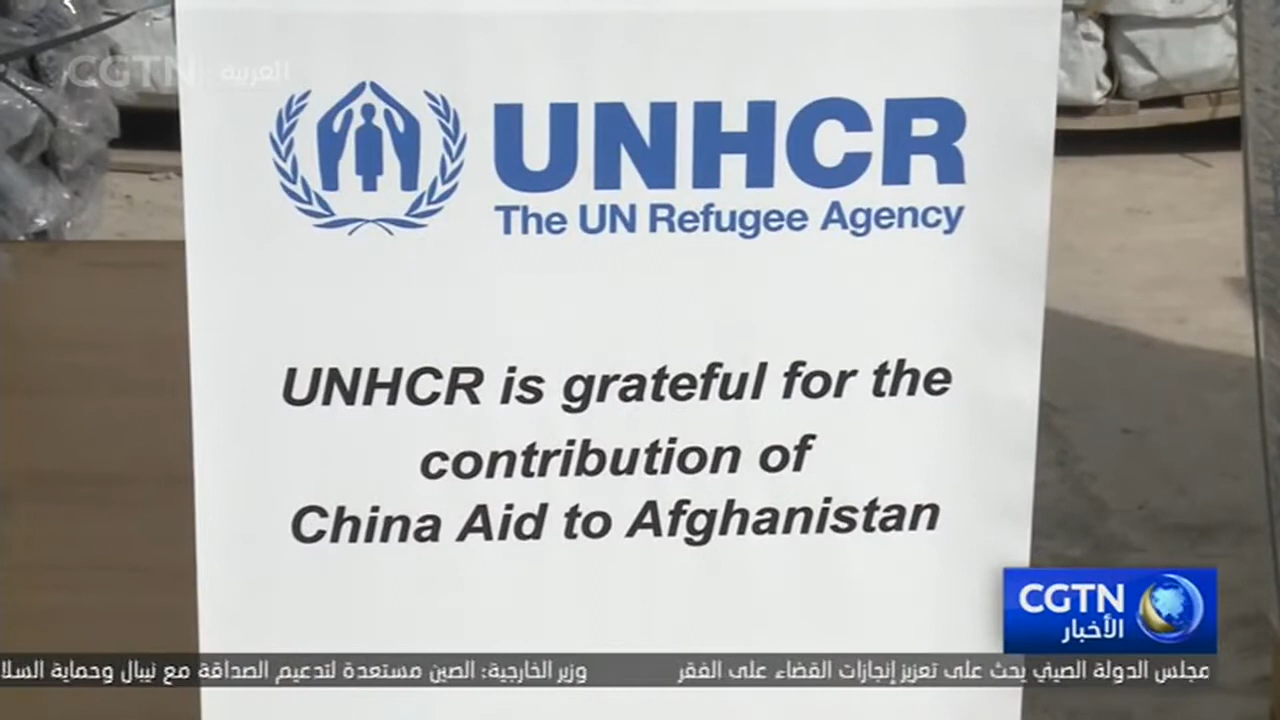 CGTN العربية
UNHCR
The UN Refugee Agency
UNHCR is grateful for the
contribution of
China Aid to Afghanistan
CGTN
الأخبار
مجلس الدولة الصيني يحث على تعزيز إنجازات القضاء على الفقر
وزير الخارجية: الصين مستعدة لتدعيم الصداقة مع نيبال وحماية